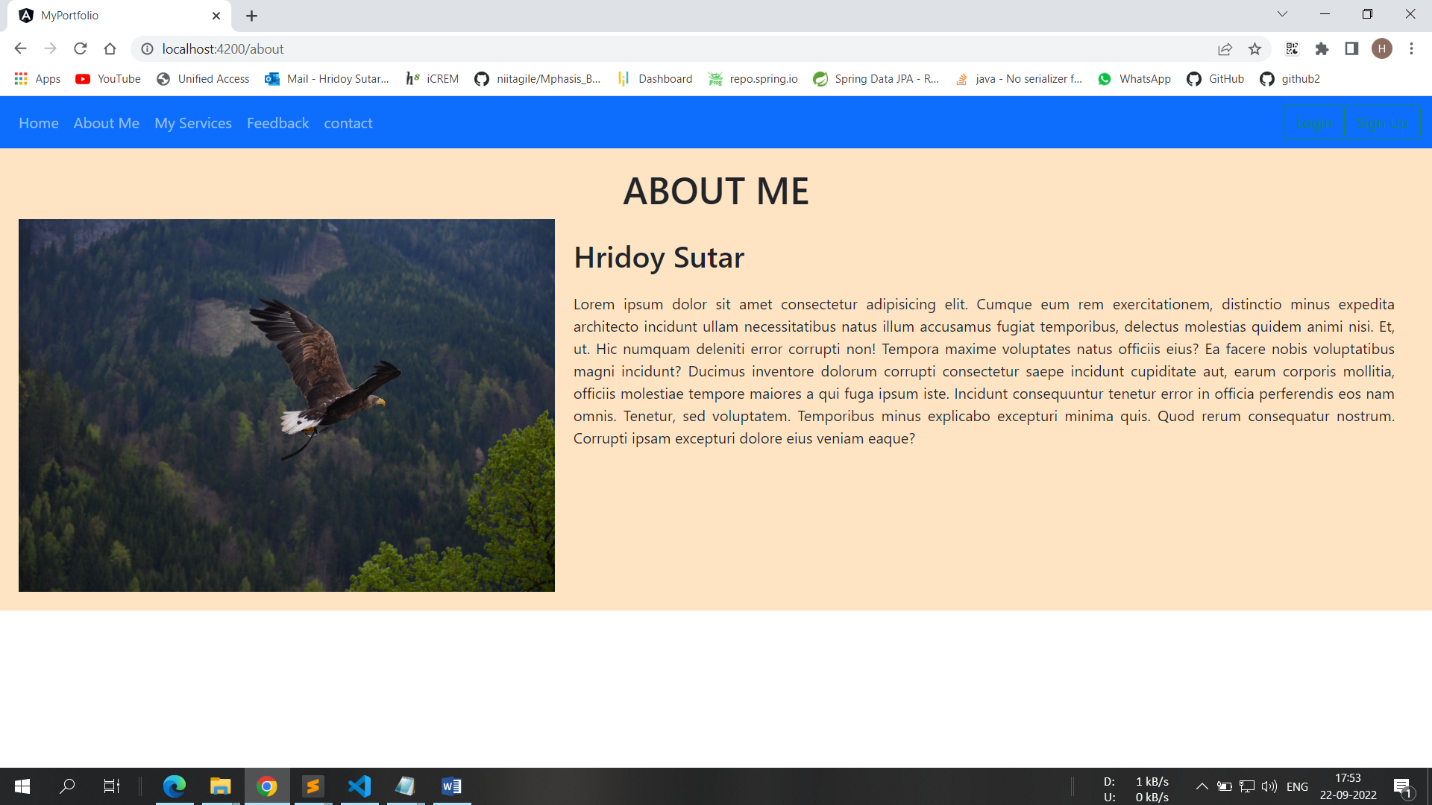 MyPortfolio
localhost:4200/about
H
Apps YouTube Unified Access Mail - Hridoy Sutar... h8 iCREM niitagile/Mphasis_B... Dashboard repo.spring.io Spring Data JPA - R... java - No serializer f... WhatsApp GitHub github2
Home About Me My Services Feedback contact Login Sign Up
ABOUT ME
Hridoy Sutar
Lorem ipsum dolor sit amet consectetur adipisicing elit. Cumque eum rem exercitationem, distinctio minus expedita
architecto incidunt ullam necessitatibus natus illum accusamus fugiat temporibus, delectus molestias quidem animi nisi. Et,
ut. Hic numquam deleniti error corrupti non! Tempora maxime voluptates natus officiis eius? Ea facere nobis voluptatibus
magni incidunt? Ducimus inventore dolorum corrupti consectetur saepe incidunt cupiditate aut, earum corporis mollitia,
officiis molestiae tempore maiores a qui fuga ipsum iste. Incidunt consequuntur tenetur error in officia perferendis eos nam
omnis. Tenetur, sed voluptatem. Temporibus minus explicabo excepturi minima quis. Quod rerum consequatur nostrum.
Corrupti ipsam excepturi dolore eius veniam eaque?
D: 1 kB/s
U: 0 kB/s
ENG
17:53
22-09-2022
1